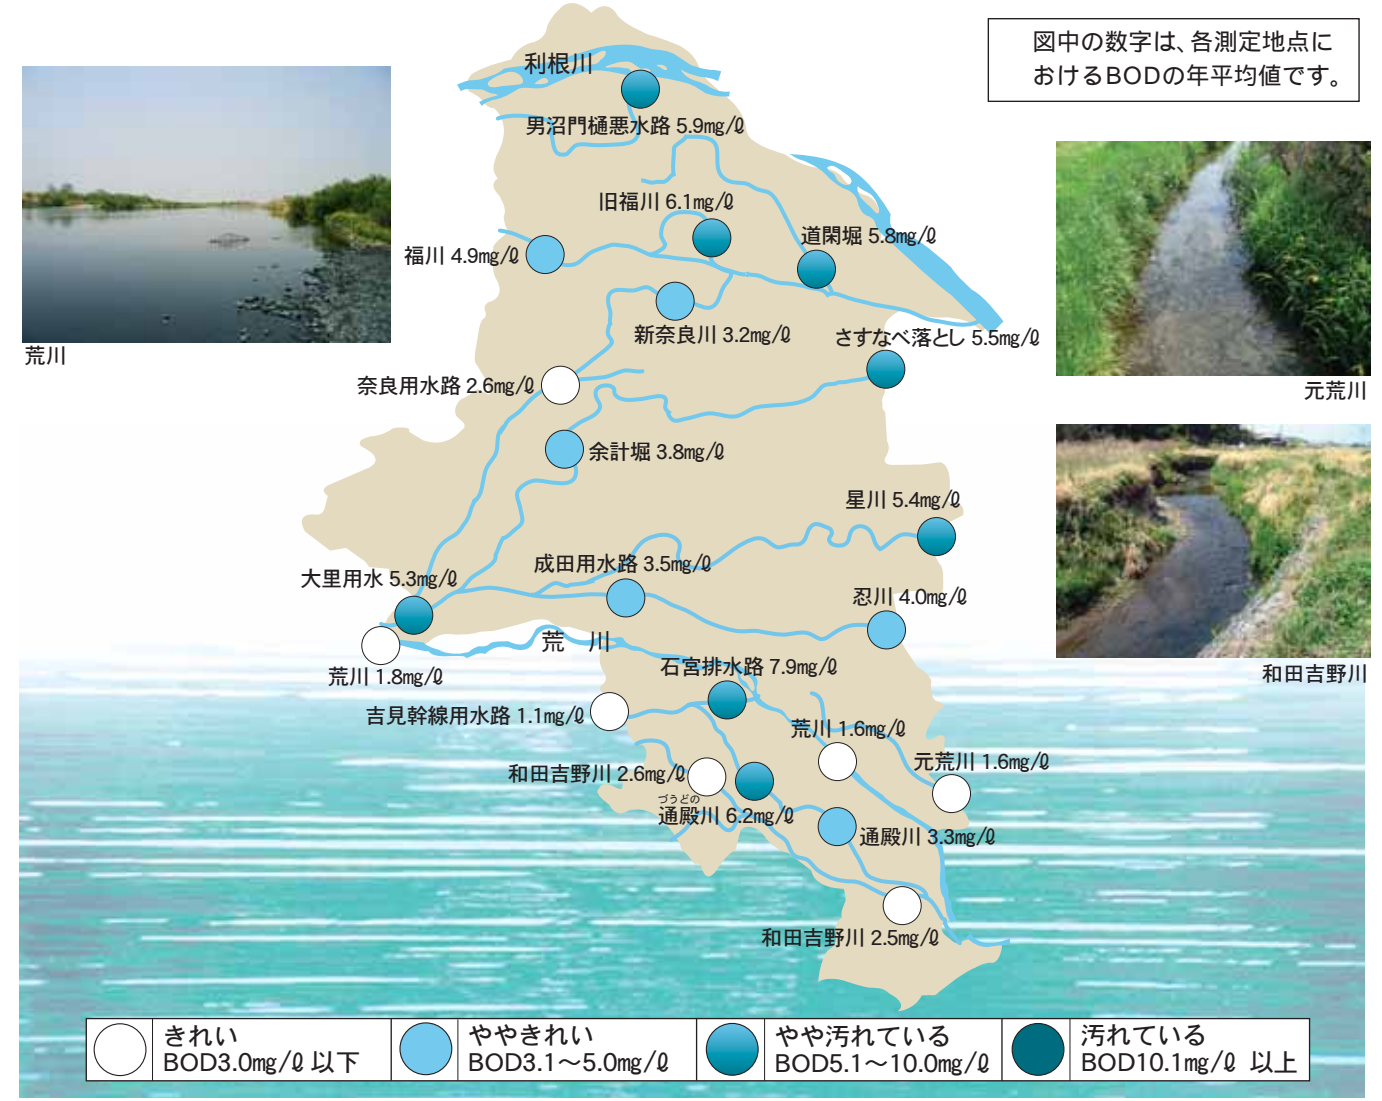 図中の数字は、各測定地点に
おけるBODの年平均値です。
利根川
男沼門樋悪水路 5.9mg/ℓ
旧福川 6.1mg/ℓ
道閑堀 5.8mg/ℓ
福川 4.9mg/ℓ
新奈良川 3.2mg/ℓ
さすなべ落とし 5.5mg/ℓ
荒川
元荒川
奈良用水路 2.6mg/ℓ
余計堀 3.8mg/ℓ
星川 5.4mg/ℓ
成田用水路 3.5mg/ℓ
大里用水 5.3mg/ℓ
忍川 4.0mg/ℓ
荒　川
石宮排水路 7.9mg/ℓ
荒川 1.8mg/ℓ
和田吉野川
吉見幹線用水路 1.1mg/ℓ
荒川 1.6mg/ℓ
元荒川 1.6mg/ℓ
和田吉野川 2.6mg/ℓ
づうどの
通殿川 6.2mg/ℓ
通殿川 3.3mg/ℓ
和田吉野川 2.5mg/ℓ
きれい
BOD3.0mg/ℓ 以下
ややきれい
BOD3.1〜5.0mg/ℓ
やや汚れている
BOD5.1〜10.0mg/ℓ
汚れている
BOD10.1mg/ℓ 以上